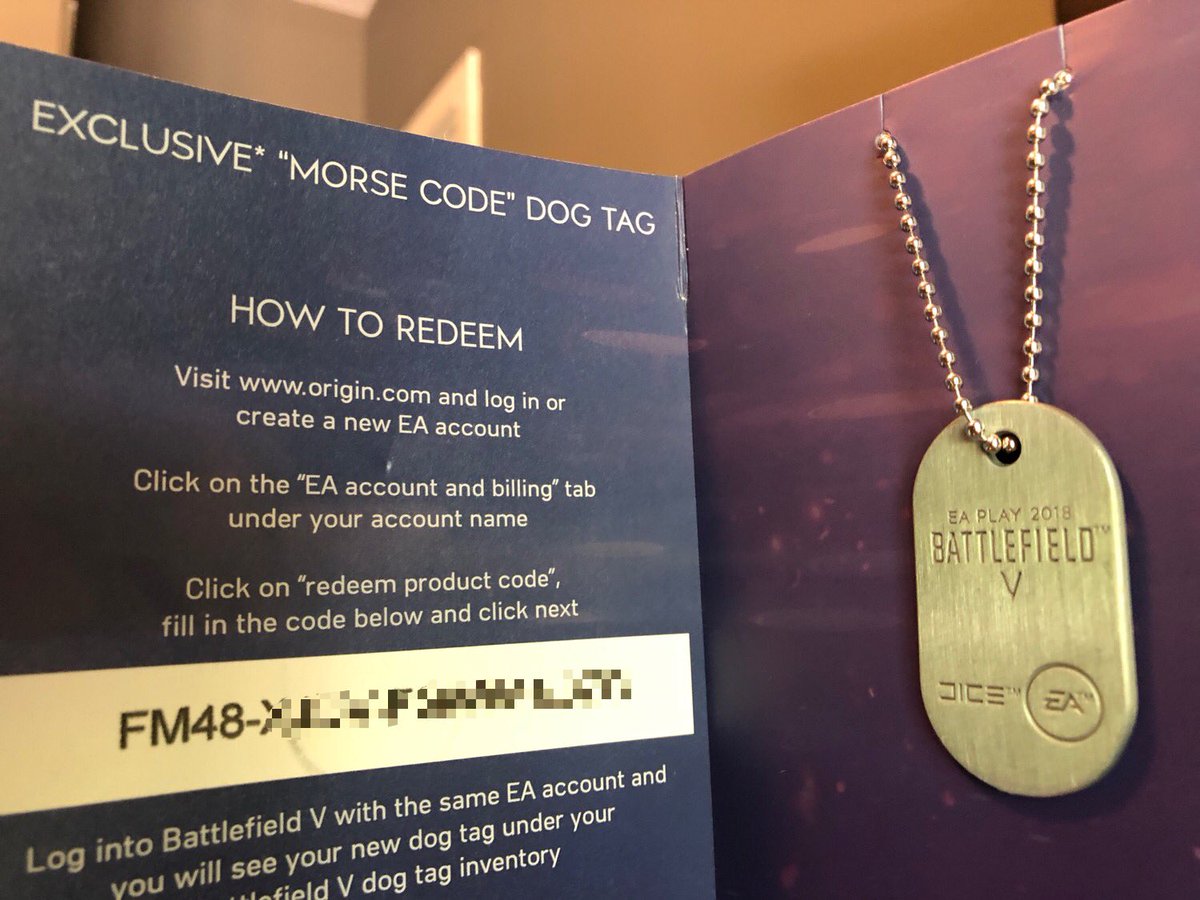 EXCLUSIVE* "MORSE CODE" DOG TAG
HOW TO REDEEM
Visit www.origin.com and log in or
create a new EA account
Click on the "EA account and billing" tab
under your account name
Click on "redeem product code",
fill in the code below and click next
FM48-
Log into Battlefield V with the same EA account and
you will see your new dog tag under your
V dog tag inventory
EA PLAY 2018
BATTLEFIELD™
V
DICE™ EA™